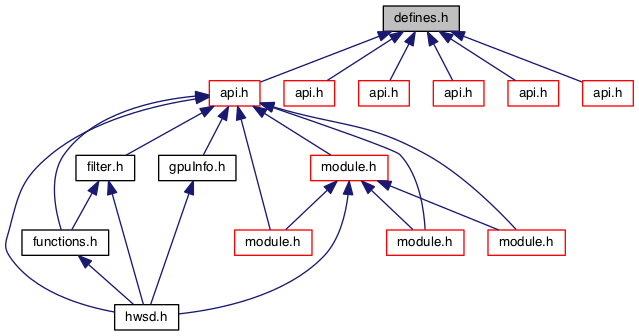 defines.h
api.h
api.h
api.h
api.h
api.h
api.h
filter.h
gpuInfo.h
module.h
functions.h
module.h
module.h
module.h
hwsd.h